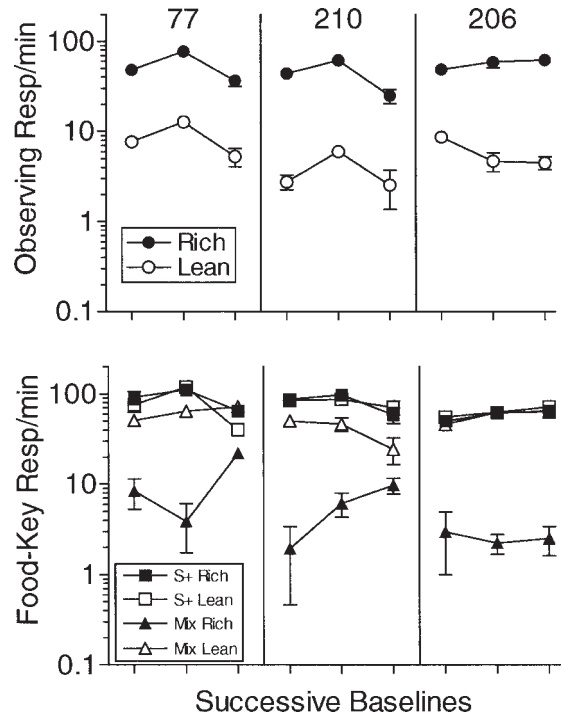 77 210 206
Observing Resp/min
100
10
1
0.1
Rich
Lean
Food-Key Resp/min
100
10
1
0.1
S+ Rich
S+ Lean
Mix Rich
Mix Lean
Successive Baselines